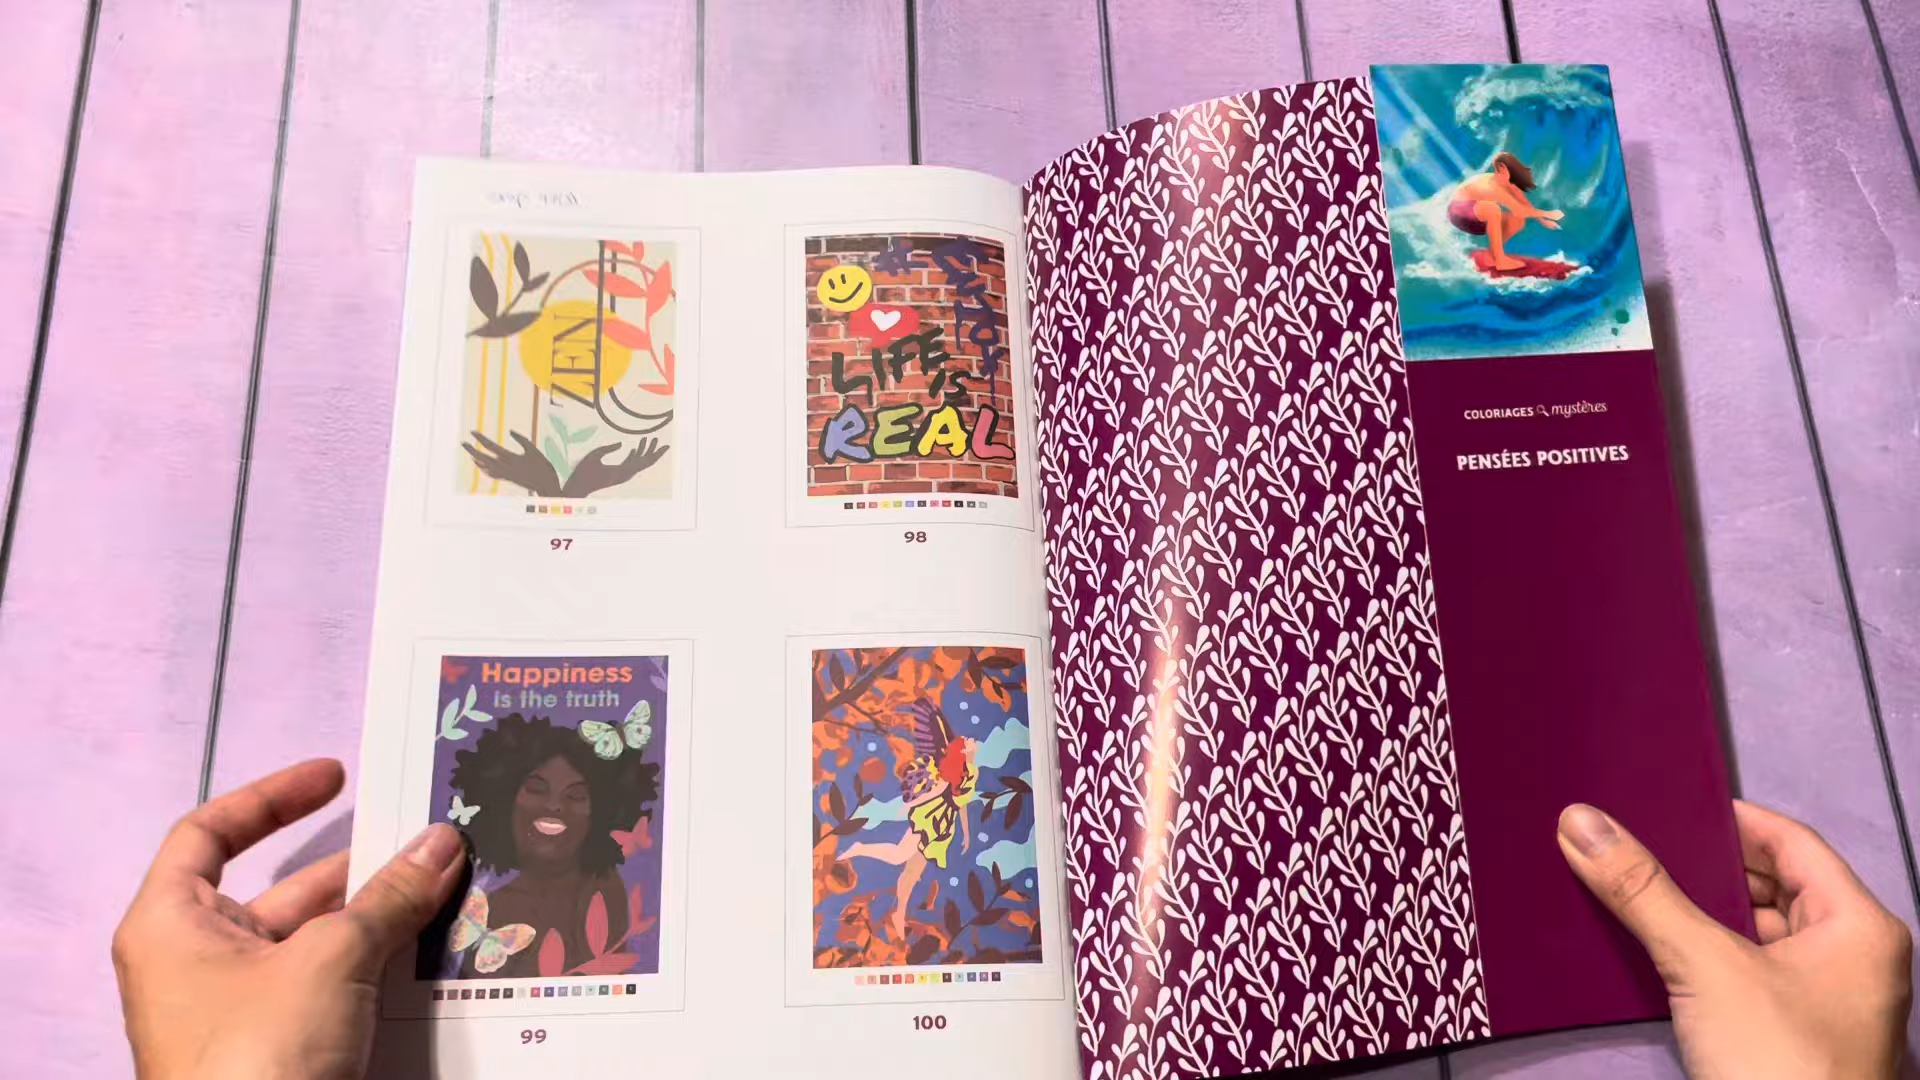 ZEN
LIFE
IS
REAL
97
98
Happiness
is the truth
99
100
COLORIAGES mystères
PENSÉES POSITIVES